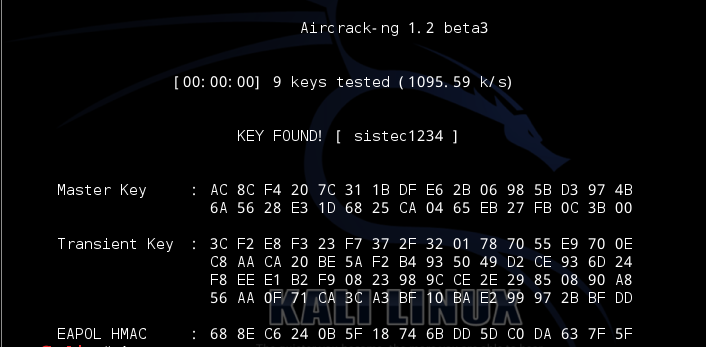 Aircrack-ng 1.2 beta3
[00:00:00] 9 keys tested (1095.59 k/s)
KEY FOUND! [ sistec1234 ]
Master Key : AC 8C F4 20 7C 31 1B DF E6 2B 06 98 5B D3 97 4B
6A 56 28 E3 1D 68 25 CA 04 65 EB 27 FB 0C 3B 00
Transient Key : 3C F2 E8 F3 23 F7 37 2F 32 01 78 70 55 E9 70 0E
C8 AA CA 20 BE 5A F2 B4 93 50 49 D2 CE 93 6D 24
F8 EE E1 B2 F9 08 23 98 9C CE 2E 29 85 08 90 A8
56 AA 0F 71 CA 3C A3 BF 10 BA E2 99 97 2B BF DD
KALI LINUX
EAPOL HMAC : 68 8E C6 24 0B 5F 18 74 6B DD 5D C0 DA 63 7F 5F